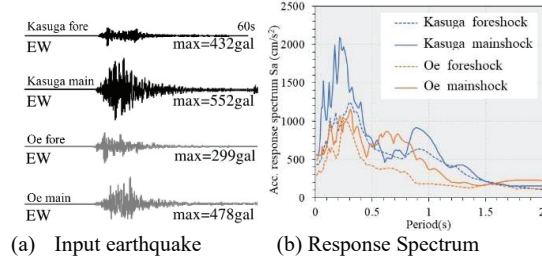 Kasuga fore
60s
EW
max=432gal
Kasuga main
EW
max=552gal
Oe fore
EW
max=299gal
Oe main
EW
max=478gal
(a) Input earthquake
Acc. response spectrum Sa (cm/s²)
2500
2000
1500
1000
500
0
Kasuga foreshock
Kasuga mainshock
Oe foreshock
Oe mainshock
0 0.5 1 1.5 2
Period(s)
(b) Response Spectrum